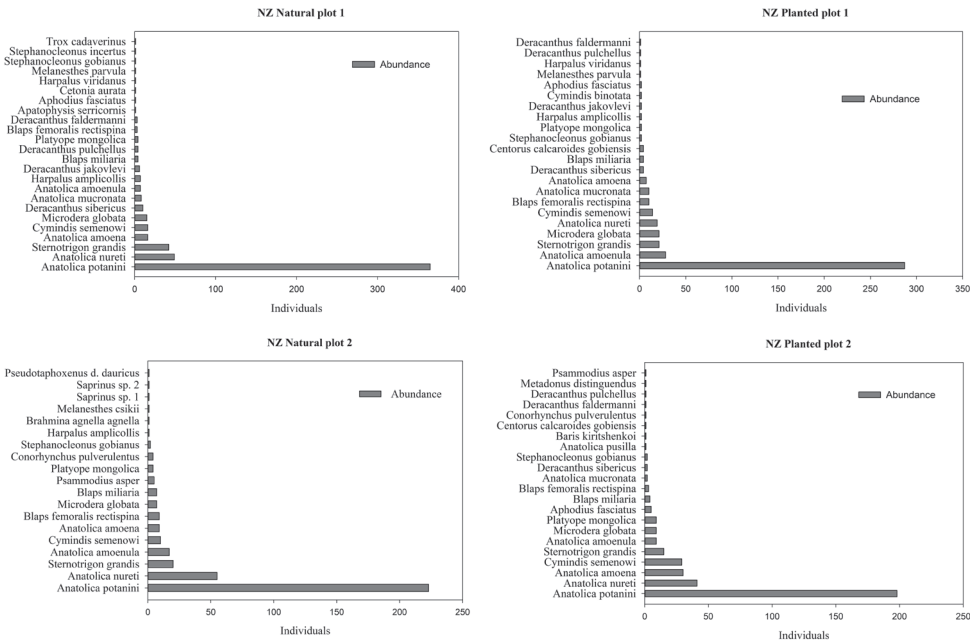 NZ Natural plot 1
Trox cadaverinus
Stephanocleonus incertus
Stephanocleonus gobianus
Melanesthes parvula
Harpalus viridanus
Cetonia aurata
Aphodius fasciatus
Apatophysis serricornis
Deracanthus faldermanni
Blaps femoralis rectispina
Platyope mongolica
Deracanthus pulchellus
Blaps miliaria
Deracanthus jakovlevi
Harpalus amplicollis
Anatolica amoenula
Anatolica mucronata
Deracanthus sibericus
Microdera globata
Cymindis semenowi
Anatolica amoena
Sternotrigon grandis
Anatolica nureti
Anatolica potanini
Abundance
0 100 200 300 400
Individuals
NZ Planted plot 1
Deracanthus faldermanni
Deracanthus pulchellus
Harpalus viridanus
Melanesthes parvula
Aphodius fasciatus
Cymindis binotata
Deracanthus jakovlevi
Harpalus amplicollis
Platyope mongolica
Stephanocleonus gobianus
Centorus calcaroides gobiensis
Blaps miliaria
Deracanthus sibericus
Anatolica amoena
Anatolica mucronata
Blaps femoralis rectispina
Cymindis semenowi
Anatolica nureti
Microdera globata
Sternotrigon grandis
Anatolica amoenula
Anatolica potanini
Abundance
0 50 100 150 200 250 300 350
Individuals
NZ Natural plot 2
Pseudotaphoxenus d. dauricus
Saprinus sp. 2
Saprinus sp. 1
Melanesthes csikii
Brahmina agnella agnella
Harpalus amplicollis
Stephanocleonus gobianus
Conorhynchus pulverulentus
Platyope mongolica
Psammodius asper
Blaps miliaria
Microdera globata
Blaps femoralis rectispina
Anatolica amoena
Cymindis semenowi
Anatolica amoenula
Sternotrigon grandis
Anatolica nureti
Anatolica potanini
Abundance
0 50 100 150 200 250
Individuals
NZ Planted plot 2
Psammodius asper
Metadonus distinguendus
Deracanthus pulchellus
Deracanthus faldermanni
Conorhynchus pulverulentus
Centorus calcaroides gobiensis
Baris kiritshenkoi
Anatolica pusilla
Stephanocleonus gobianus
Deracanthus sibericus
Anatolica mucronata
Blaps femoralis rectispina
Blaps miliaria
Aphodius fasciatus
Platyope mongolica
Microdera globata
Anatolica amoenula
Sternotrigon grandis
Cymindis semenowi
Anatolica amoena
Anatolica nureti
Anatolica potanini
Abundance
0 50 100 150 200 250
Individuals